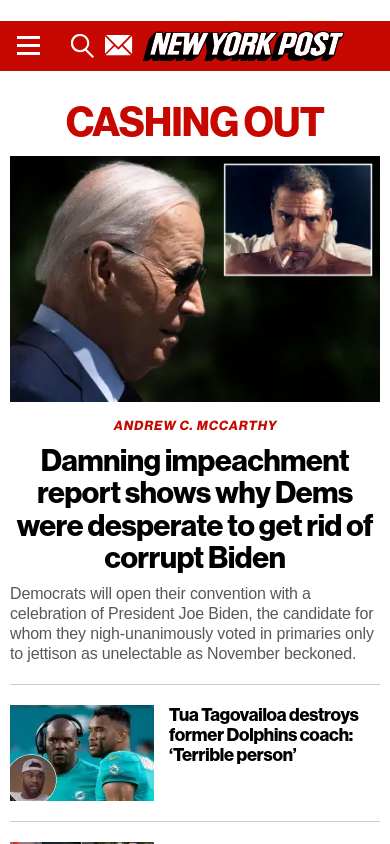 NEW YORK POST
CASHING OUT
ANDREW C. MCCARTHY
Damning impeachment
report shows why Dems
were desperate to get rid of
corrupt Biden
Democrats will open their convention with a
celebration of President Joe Biden, the candidate for
whom they nigh-unanimously voted in primaries only
to jettison as unelectable as November beckoned.
Tua Tagovailoa destroys
former Dolphins coach:
‘Terrible person’